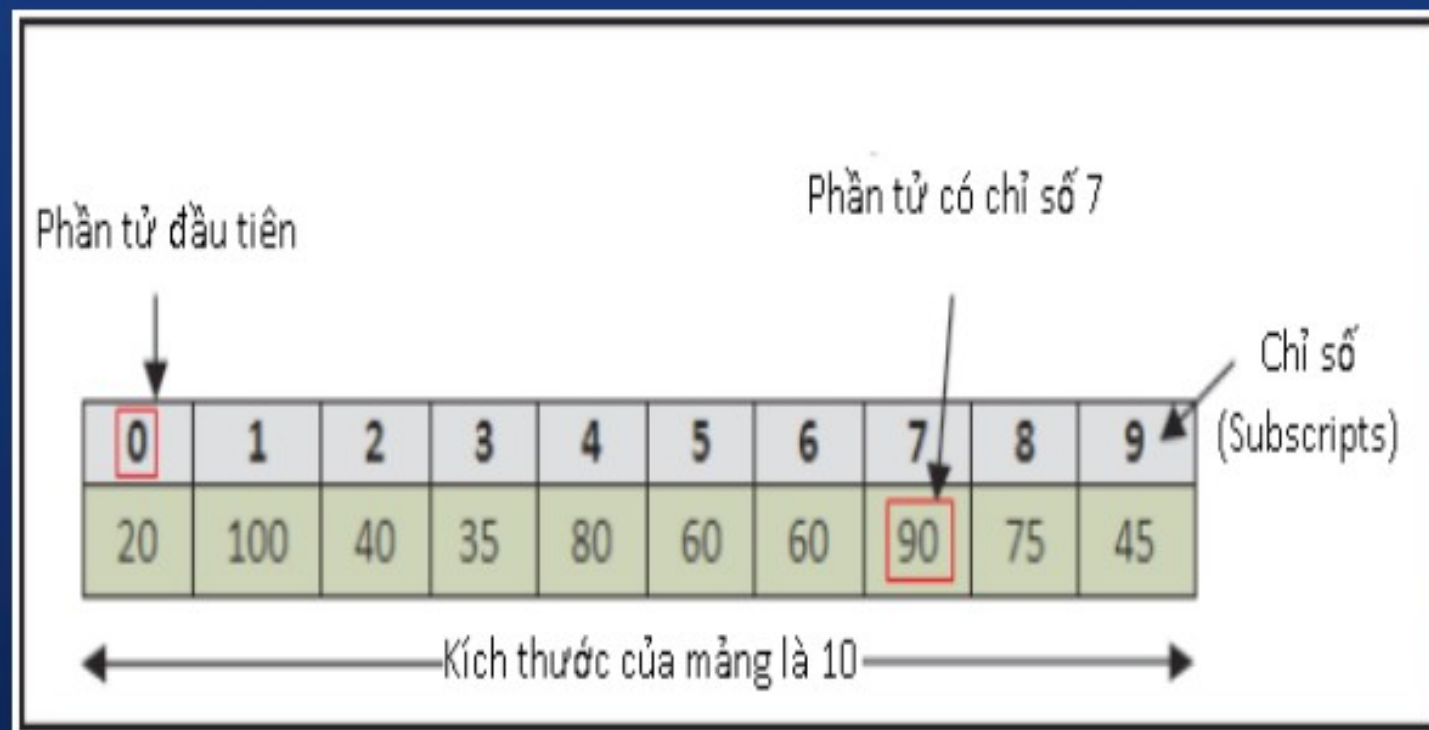 Phần tử có chỉ số 7
Phần tử đầu tiên
Chỉ số
(Subscripts)
0 1 2 3 4 5 6 7 8 9
20 100 40 35 80 60 60 90 75 45
Kích thước của mảng là 10